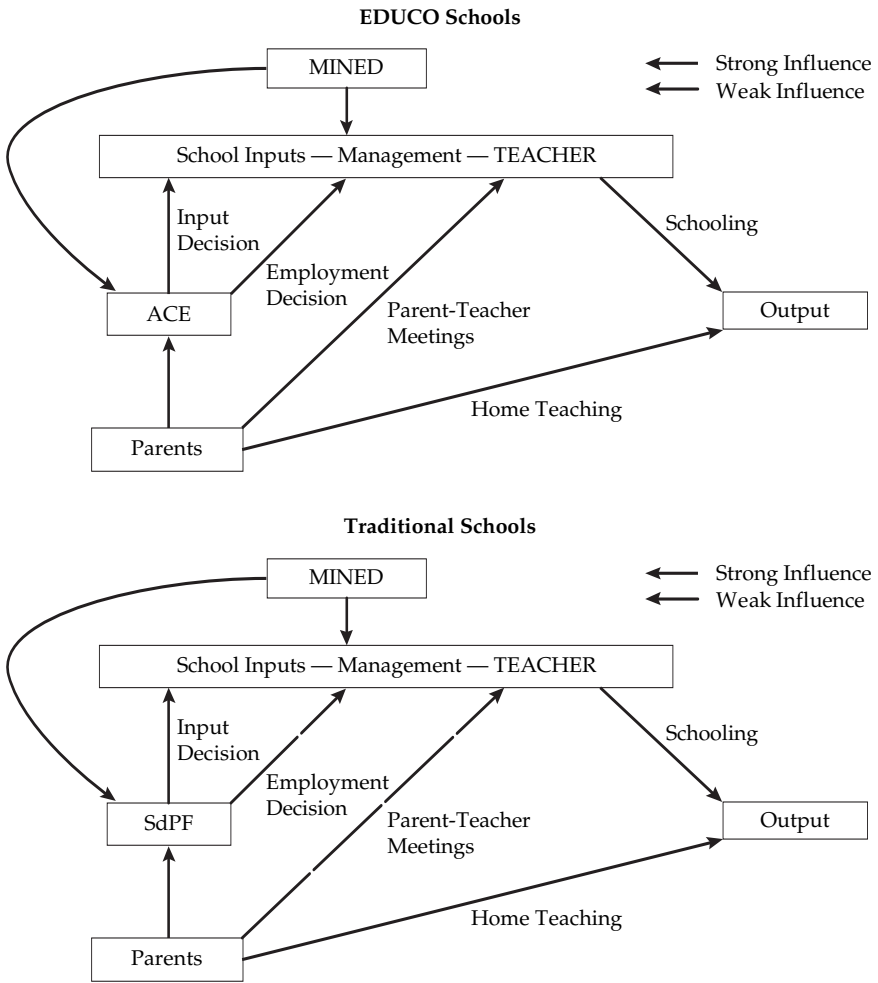 EDUCO Schools
MINED
Strong Influence
Weak Influence
School Inputs — Management — TEACHER
Input
Decision
Schooling
Employment
Decision
Parent-Teacher
Meetings
ACE
Output
Home Teaching
Parents
Traditional Schools
MINED
Strong Influence
Weak Influence
School Inputs — Management — TEACHER
Input
Decision
Schooling
Employment
Decision
Parent-Teacher
Meetings
SdPF
Output
Home Teaching
Parents